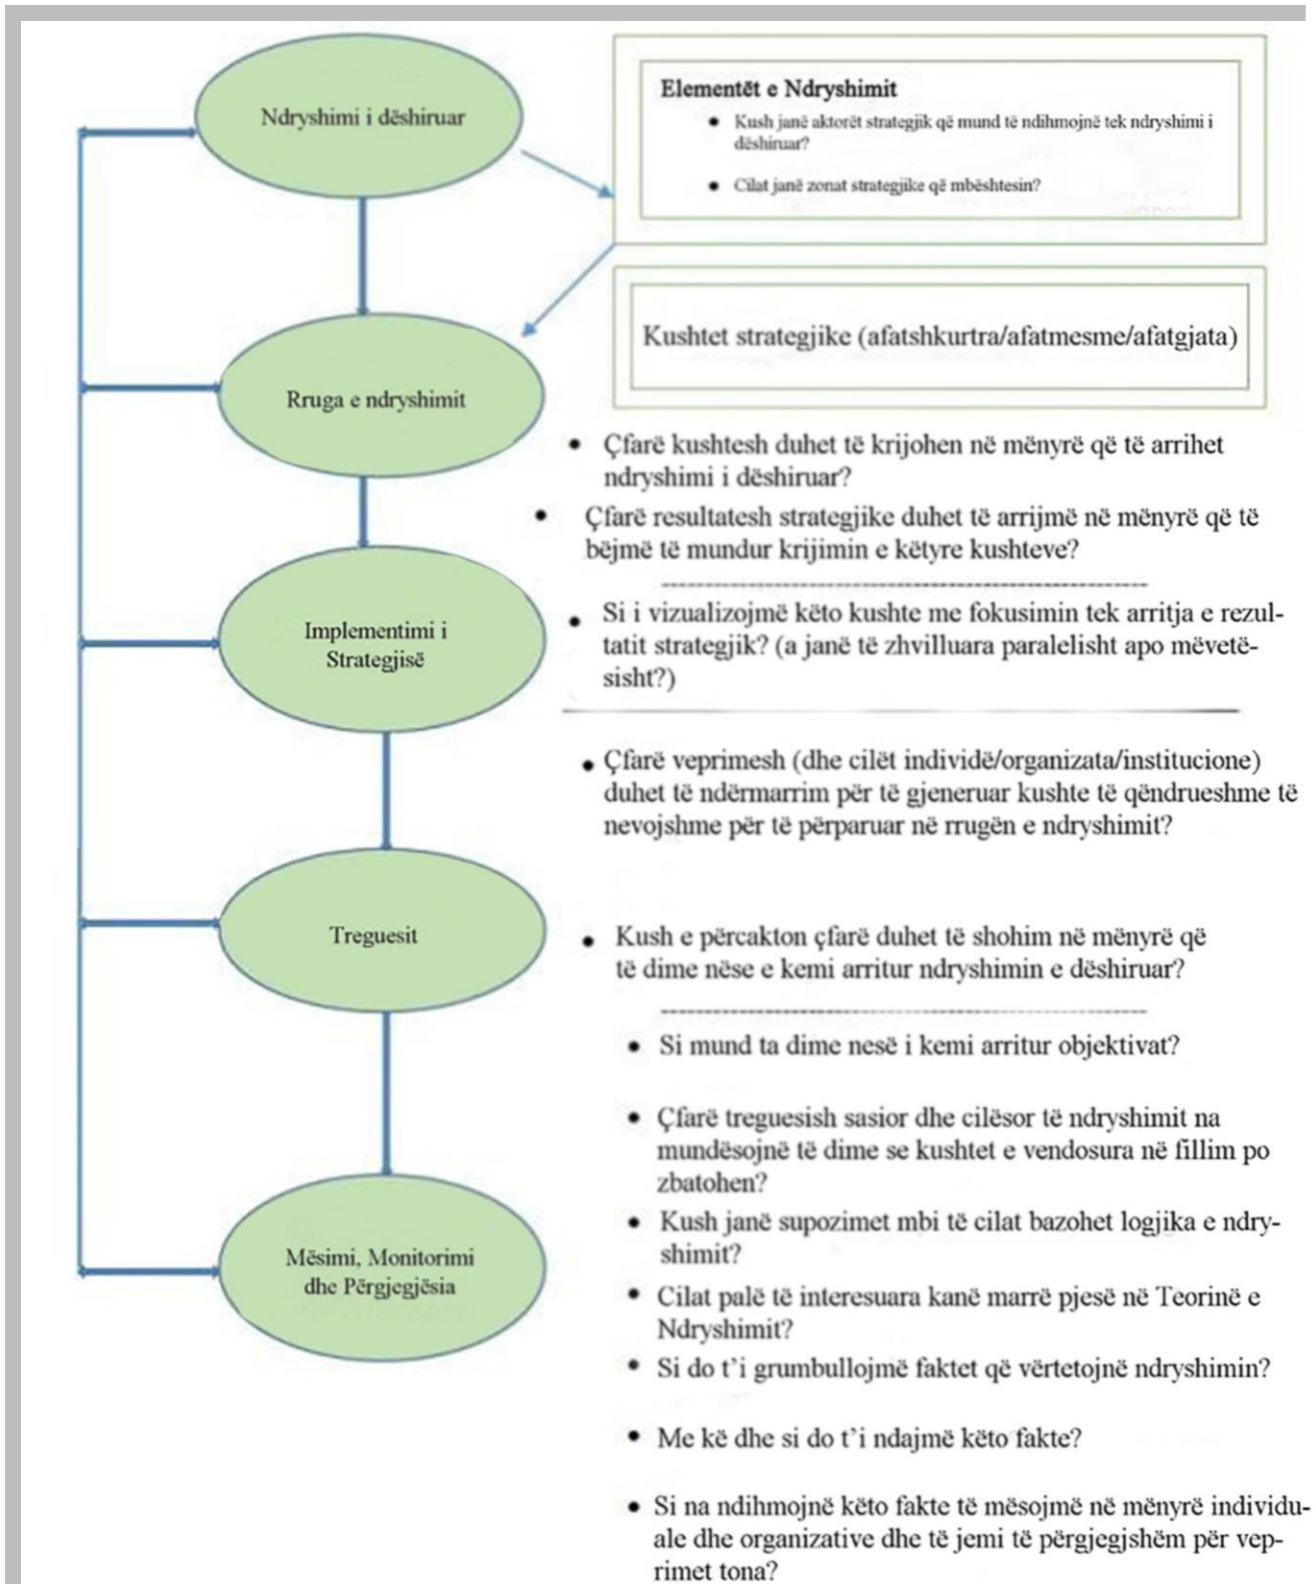 Ndryshimi i dëshiruar
Elementët e Ndryshimit
• Kush janë aktorët strategjik që mund të ndihmojnë tek ndryshimi i
dëshiruar?
• Cilat janë zonat strategjike që mbështesin?
Kushtet strategjike (afatshkurtra/afatmesme/afatgjata)
Rruga e ndryshimit
• Çfarë kushtesh duhet të krijohen në mënyrë që të arrihet
ndryshimi i dëshiruar?
• Çfarë resultatesh strategjike duhet të arrijmë në mënyrë që të
bëjmë të mundur krijimin e këtyre kushteve?
Implementimi i
Strategjisë
• Si i vizualizojmë këto kushte me fokusimin tek arritja e rezul-
tatit strategjik? (a janë të zhvilluara paralelisht apo mëvetë-
sisht?)
• Çfarë veprimesh (dhe cilët individë/organizata/institucione)
duhet të ndërmarrim për të gjeneruar kushte të qëndrueshme të
nevojshme për të përparuar në rrugën e ndryshimit?
Treguesit
• Kush e përcakton çfarë duhet të shohim në mënyrë që
të dime nëse e kemi arritur ndryshimin e dëshiruar?
• Si mund ta dime nesë i kemi arritur objektivat?
• Çfarë treguesish sasior dhe cilësor të ndryshimit na
mundësojnë të dime se kushtet e vendosura në fillim po
zbatohen?
• Kush janë supozimet mbi të cilat bazohet logjika e ndry-
shimit?
Mësimi, Monitorimi
dhe Përgjegjësia
• Cilat palë të interesuara kanë marrë pjesë në Teorinë e
Ndryshimit?
• Si do t'i grumbullojmë faktet që vërtetojnë ndryshimin?
• Me kë dhe si do t'i ndajmë këto fakte?
• Si na ndihmojnë këto fakte të mësojmë në mënyrë individu-
ale dhe organizative dhe të jemi të përgjegjshëm për vep-
rimet tona?